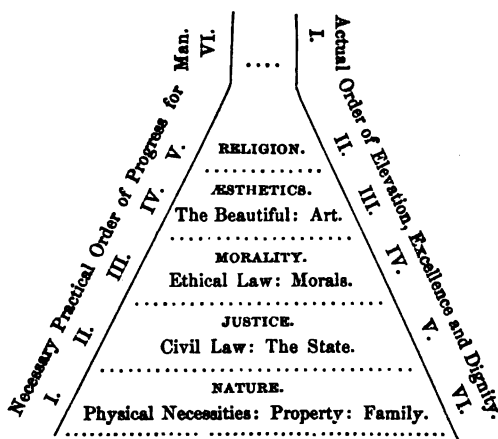 Necessary Practical Order of Progress for Man.
I. II. III. IV. V. VI.
Actual Order of Elevation, Excellence and Dignity.
I. II. III. IV. V. VI.
....
RELIGION.
ÆSTHETICS.
The Beautiful: Art.
MORALITY.
Ethical Law: Morals.
JUSTICE.
Civil Law: The State.
NATURE.
Physical Necessities: Property: Family.